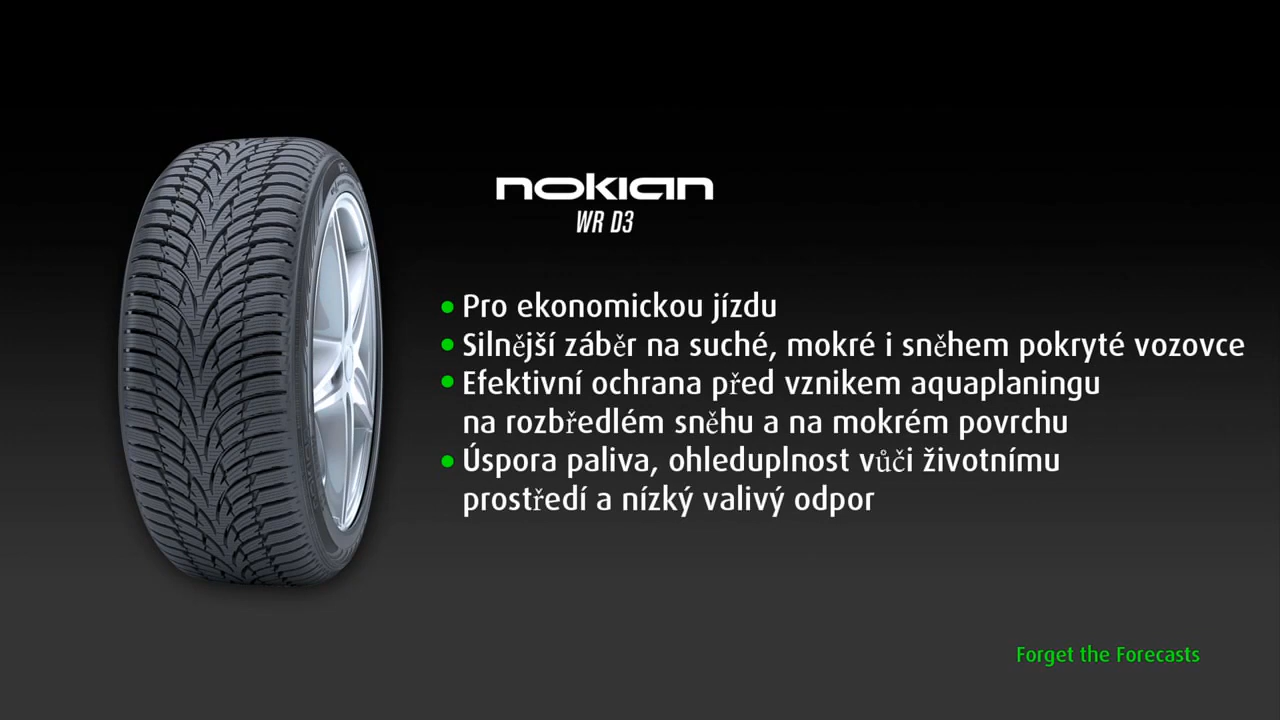 nokian
WR D3
• Pro ekonomickou jízdu
• Silnější záběr na suché, mokré i sněhem pokryté vozovce
• Efektivní ochrana před vznikem aquaplaningu
na rozbředlém sněhu a na mokrém povrchu
• Úspora paliva, ohleduplnost vůči životnímu
prostředí a nízký valivý odpor
Forget the Forecasts